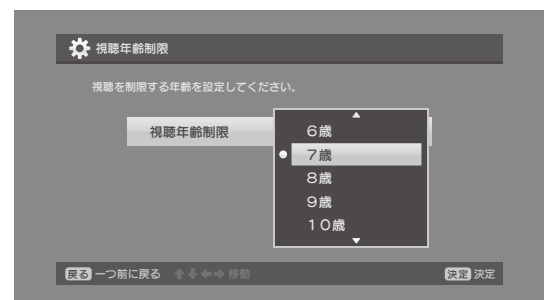 視聴年齢制限
視聴を制限する年齢を設定してください。
視聴年齢制限
６歳
７歳
８歳
９歳
１０歳
戻る 一つ前に戻る 移動 決定 決定